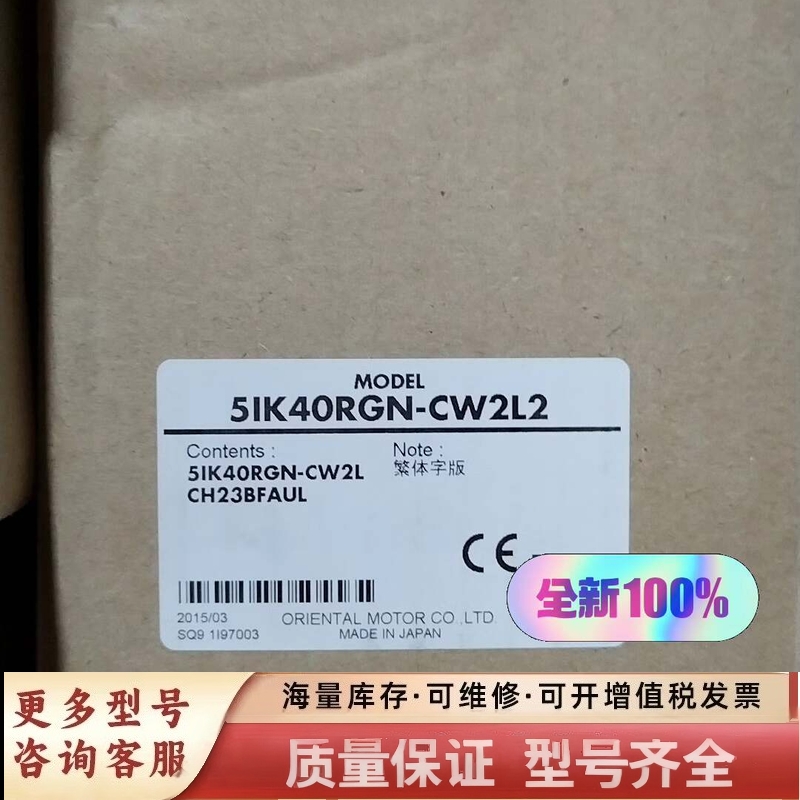 MODEL
5IK40RGN-CW2L2
Contents :
5IK40RGN-CW2L
CH23BFAUL
Note :
繁体字版
CE
2015/03
SQ9 1I97003
ORIENTAL MOTOR CO.,LTD.
MADE IN JAPAN
全新100%
更多型号
咨询客服
海量库存·可维修·可开增值税发票
质量保证 型号齐全